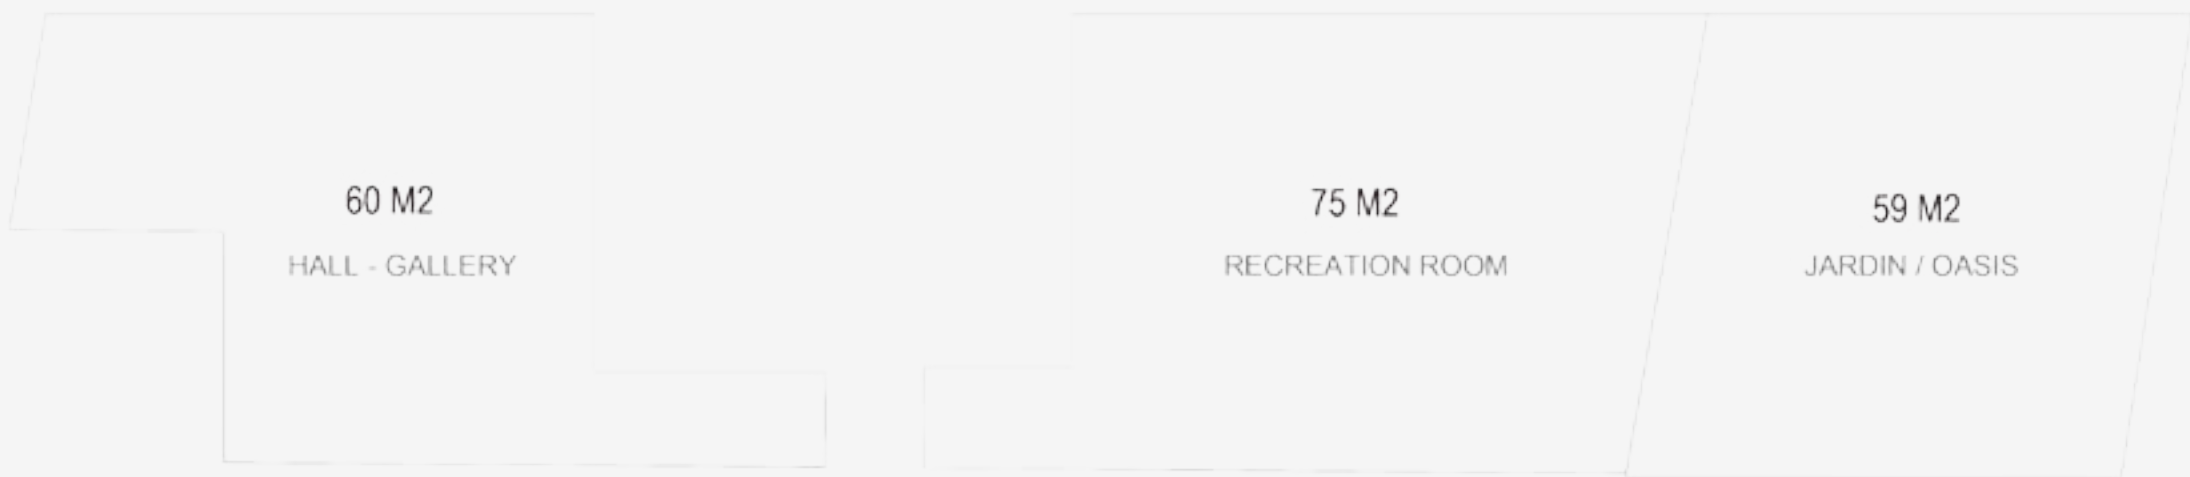 60 M2
HALL - GALLERY
75 M2
RECREATION ROOM
59 M2
JARDIN / OASIS